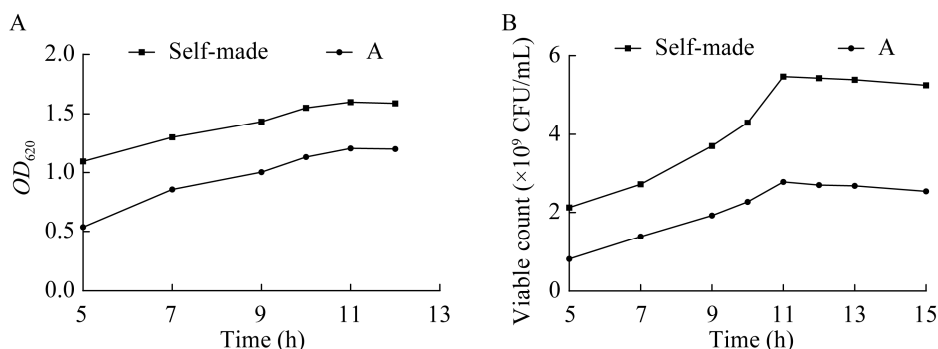 A
Self-made
A
2.0
1.5
1.0
0.5
0.0
OD620
5
7
9
11
13
Time (h)
B
Self-made
A
6
4
2
0
Viable count (×10⁹ CFU/mL)
5
7
9
11
13
15
Time (h)